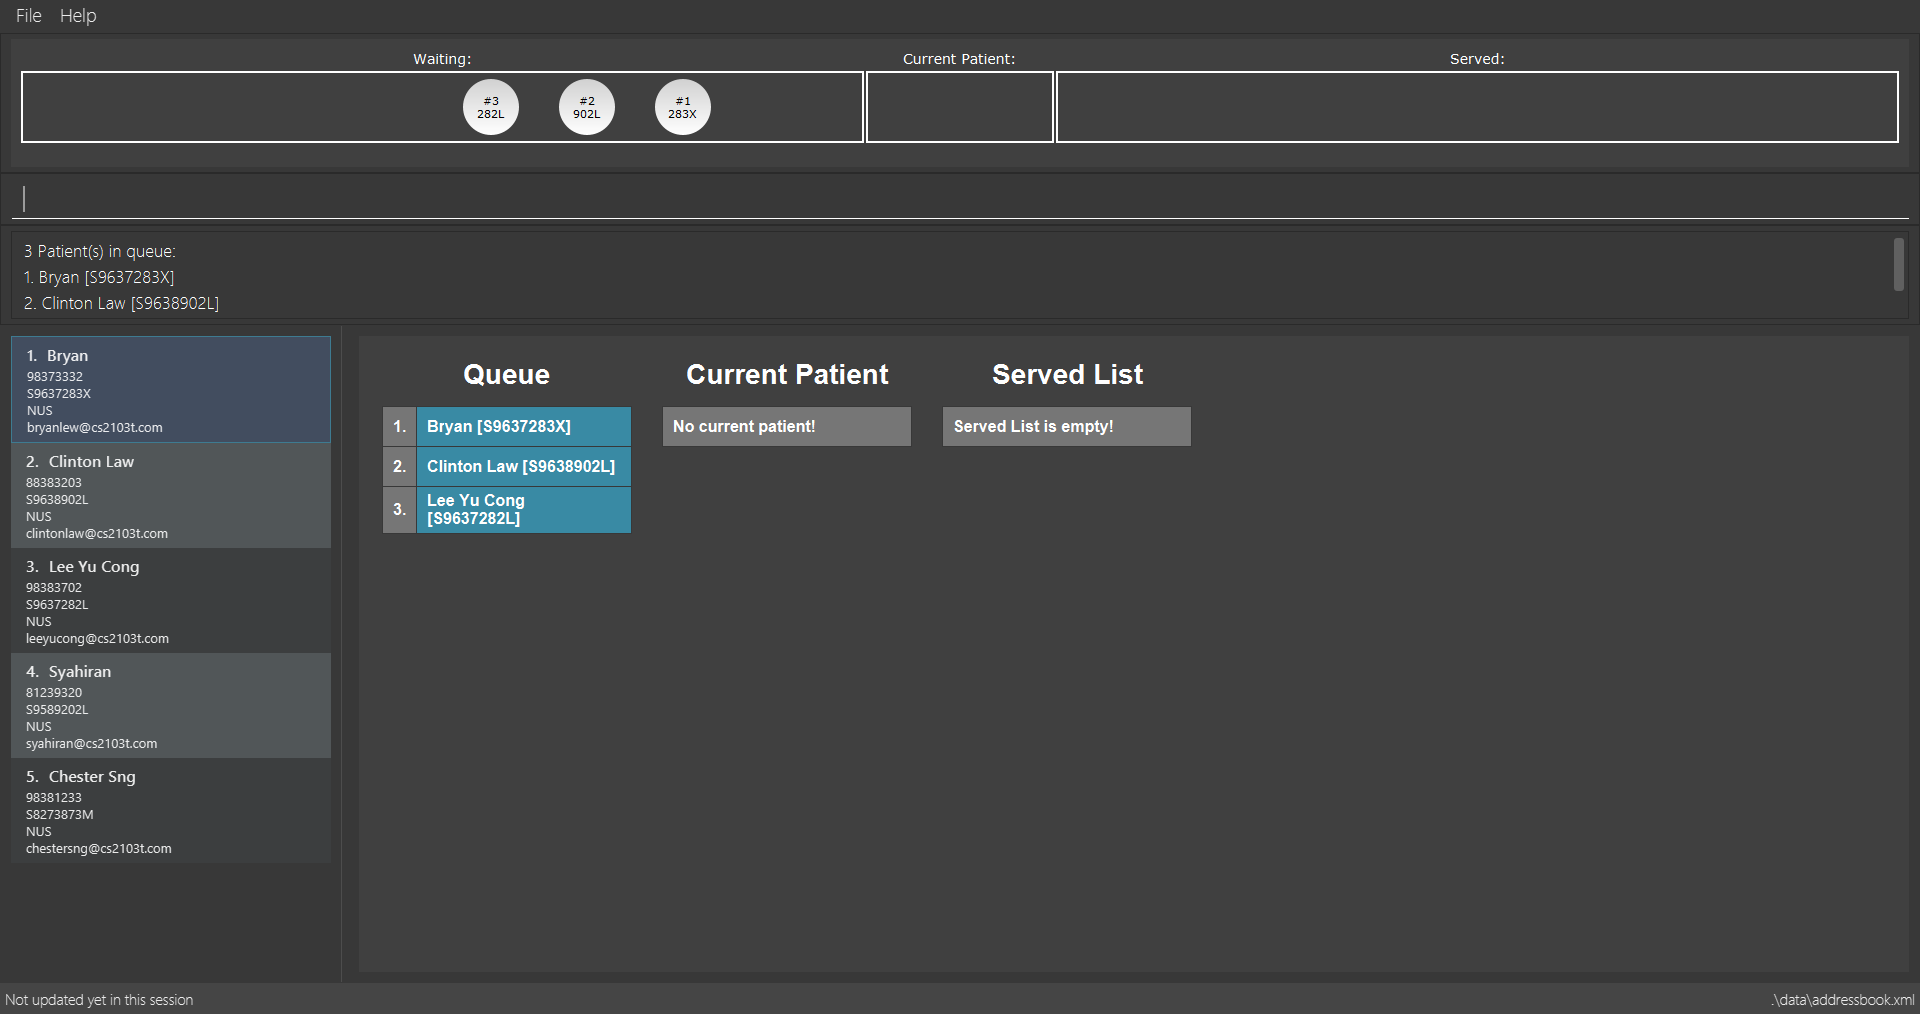 File Help
Waiting: Current Patient: Served:
#3 #2 #1
282L 902L 283X
3 Patient(s) in queue:
1. Bryan [S9637283X]
2. Clinton Law [S9638902L]
1. Bryan
98373332
S9637283X
NUS
bryanlew@cs2103t.com
2. Clinton Law
88383203
S9638902L
NUS
clintonlaw@cs2103t.com
3. Lee Yu Cong
98383702
S9637282L
NUS
leeyucong@cs2103t.com
4. Syahiran
81239320
S9589202L
NUS
syahiran@cs2103t.com
5. Chester Sng
98381233
S8273873M
NUS
chestersng@cs2103t.com
Queue Current Patient Served List
1. Bryan [S9637283X] No current patient! Served List is empty!
2. Clinton Law [S9638902L]
3. Lee Yu Cong
[S9637282L]
Not updated yet in this session .\data\addressbook.xml